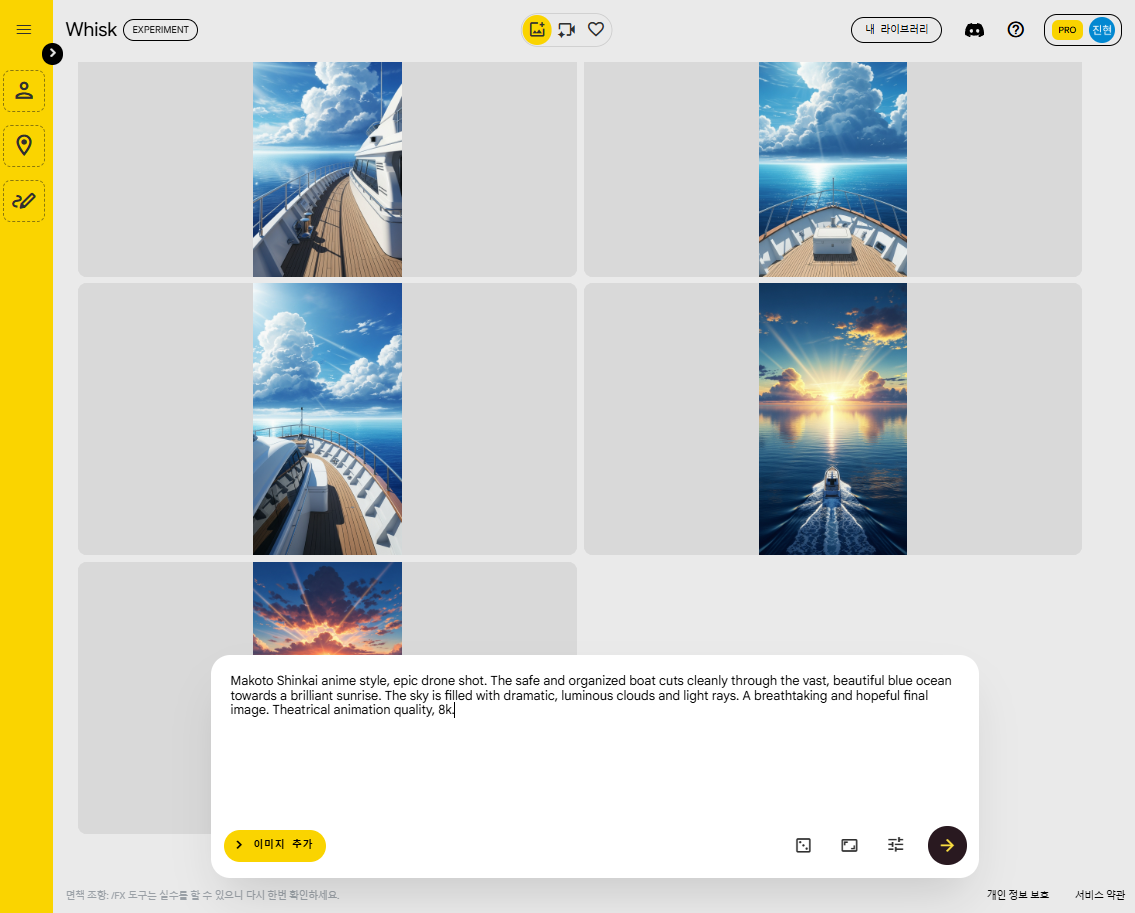 Whisk EXPERIMENT
내 라이브러리
PRO 진현
Makoto Shinkai anime style, epic drone shot. The safe and organized boat cuts cleanly through the vast, beautiful blue ocean
towards a brilliant sunrise. The sky is filled with dramatic, luminous clouds and light rays. A breathtaking and hopeful final
image. Theatrical animation quality, 8k.
이미지 추가
면책 조항: /FX 도구는 실수를 할 수 있으니 다시 한번 확인하세요.
개인 정보 보호 서비스 약관